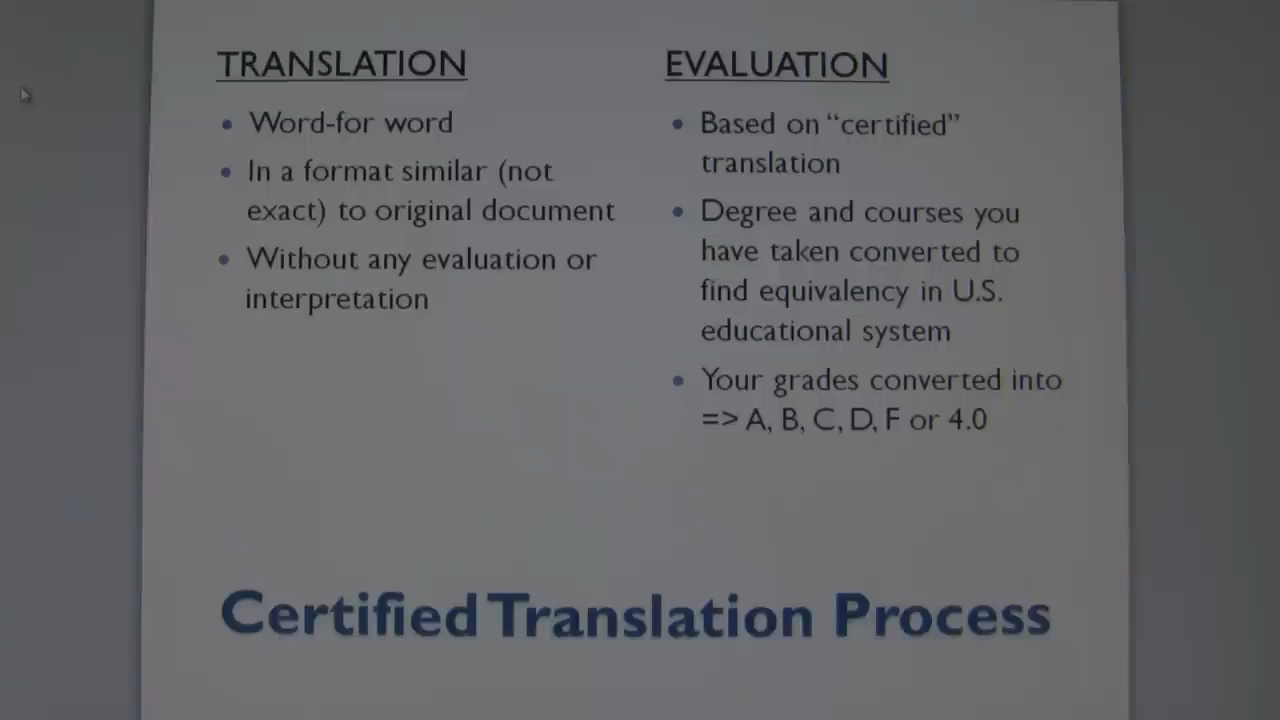 TRANSLATION
• Word-for word
• In a format similar (not
exact) to original document
• Without any evaluation or
interpretation
EVALUATION
• Based on “certified”
translation
• Degree and courses you
have taken converted to
find equivalency in U.S.
educational system
• Your grades converted into
=> A, B, C, D, F or 4.0
Certified Translation Process